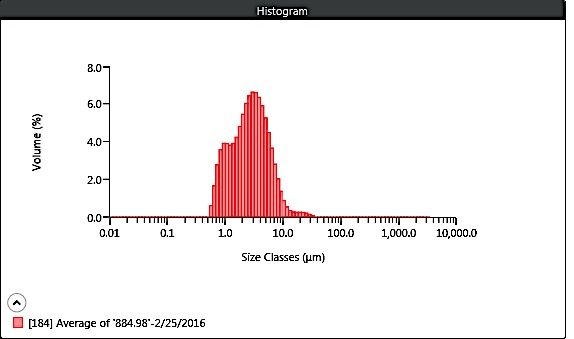 Histogram
8.0
6.0
4.0
2.0
0.0
Volume (%)
0.01 0.1 1.0 10.0 100.0 1,000.0 10,000.0
Size Classes (µm)
[184] Average of '884.98'-2/25/2016